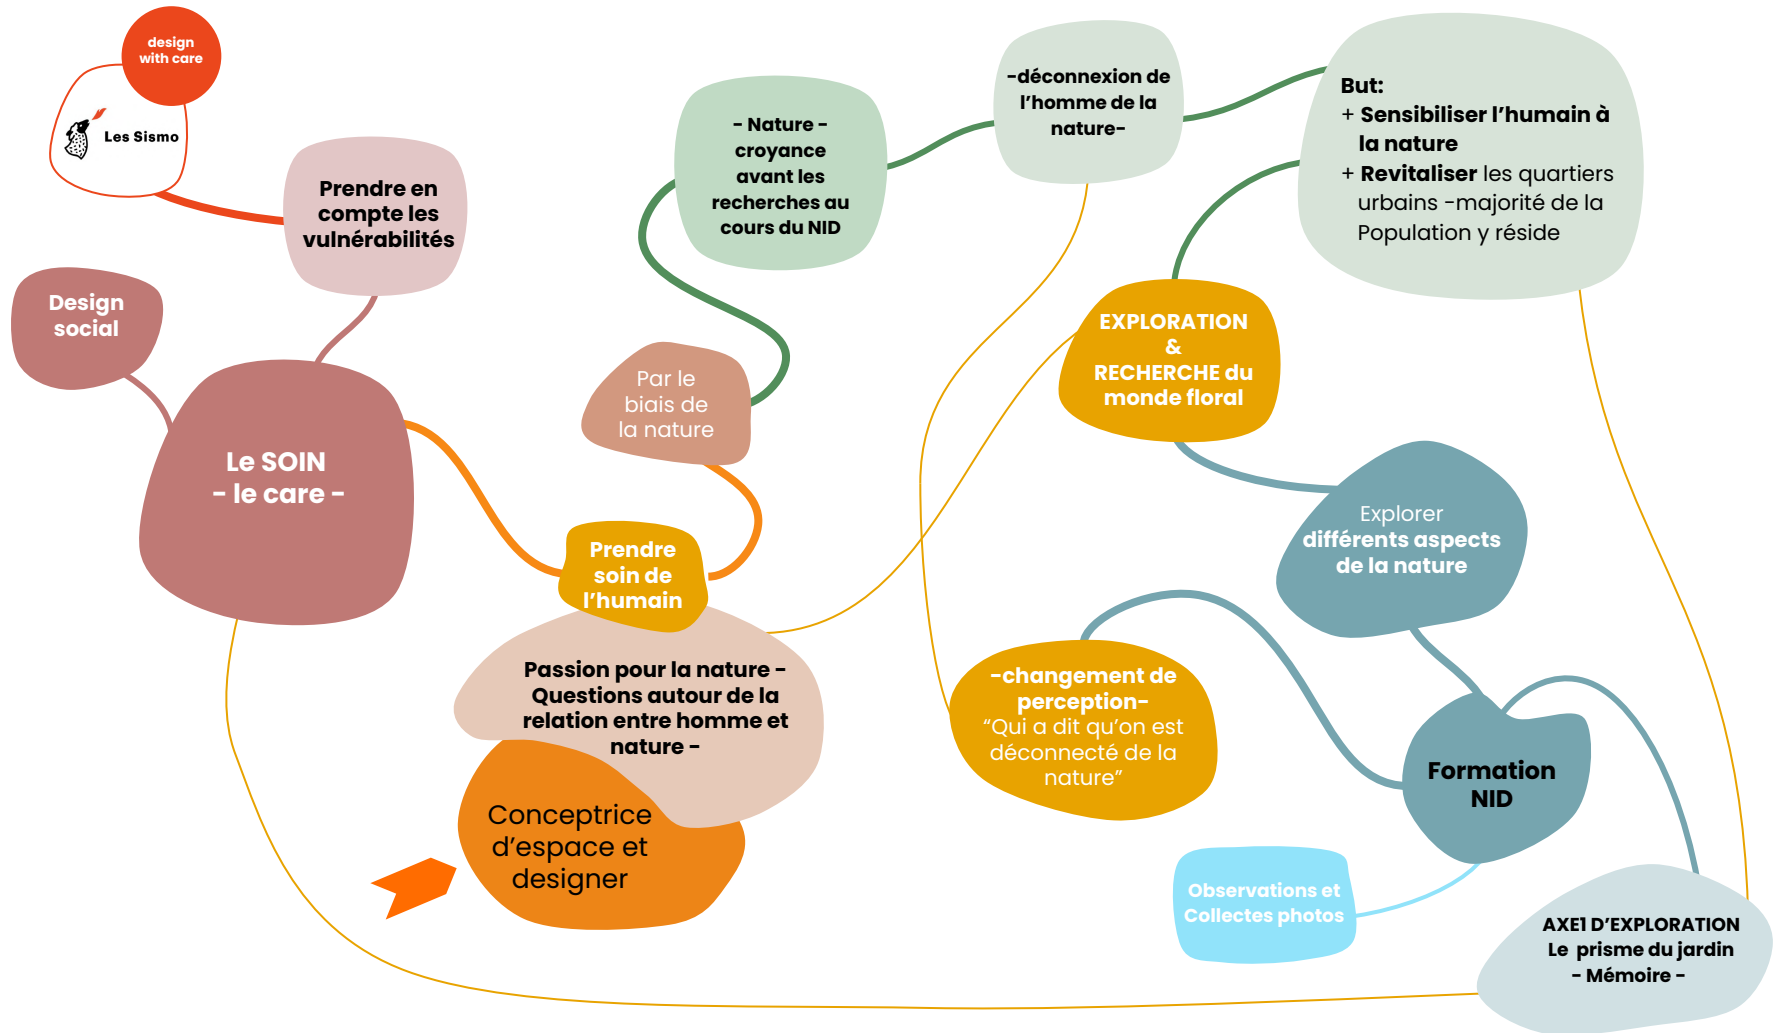 design
with care
Les Sismo
Prendre en
compte les
vulnérabilités
Design
social
Le SOIN
- le care -
Prendre
soin de
l'humain
Par le
biais de
la nature
- Nature -
croyance
avant les
recherches au
cours du NID
-déconnexion de
l'homme de la
nature-
But:
+ Sensibiliser l'humain à
la nature
+ Revitaliser les quartiers
urbains -majorité de la
Population y réside
EXPLORATION
&
RECHERCHE du
monde floral
Explorer
différents aspects
de la nature
Passion pour la nature -
Questions autour de la
relation entre homme et
nature -
Conceptrice
d'espace et
designer
-changement de
perception-
“Qui a dit qu'on est
déconnecté de la
nature”
Formation
NID
Observations et
Collectes photos
AXE1 D'EXPLORATION
Le prisme du jardin
- Mémoire -